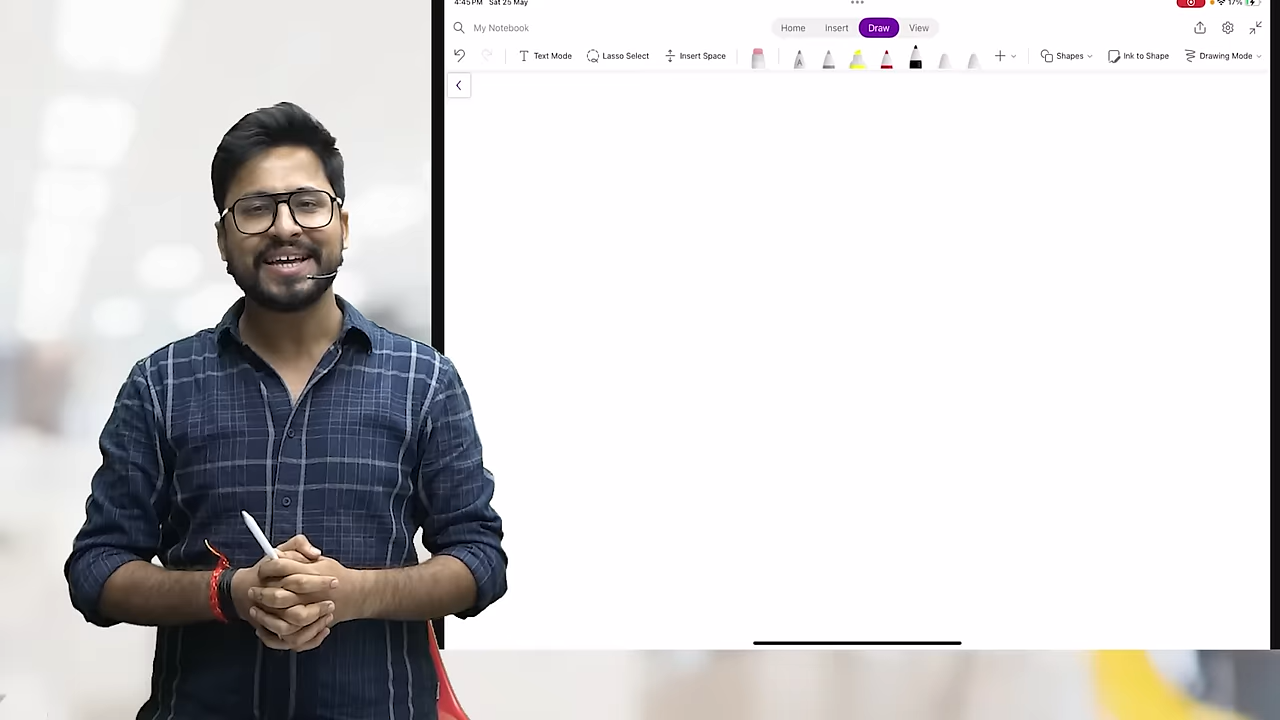 4:45 PM Sat 25 May
17%
My Notebook
Home Insert Draw View
Text Mode Lasso Select Insert Space Shapes Ink to Shape Drawing Mode